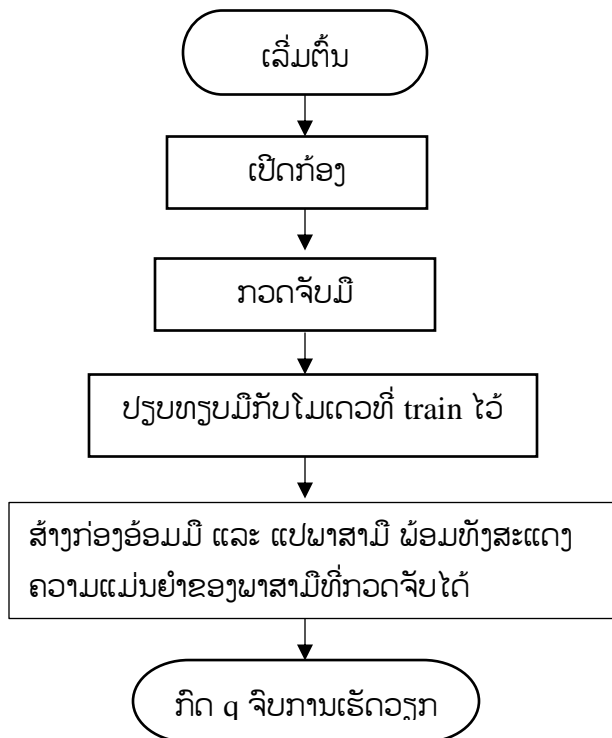 ເລີ່ມຕົ້ນ
ເປີດກ້ອງ
ກວດຈັບມື
ປຽບທຽບມືກັບໂມເດວທີ່ train ໄວ້
ສ້າງກ່ອງອ້ອມມື ແລະ ແປພາສາມື ພ້ອມທັງສະແດງ
ຄວາມແມ່ນຍຳຂອງພາສາມືທີ່ກວດຈັບໄດ້
ກົດ q ຈົບການເຮັດວຽກ